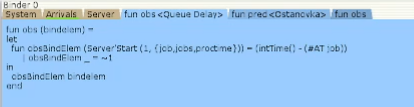 Binder 0
System Arrivals Server fun obs <Queue Delay> fun pred <Ostanovka> fun obs
fun obs (bindelem) =
let
fun obsBindElem (Server'Start (1, {job,jobs,proctime})) = (intTime() - (#AT job))
| obsBindElem _ = ~1
in
obsBindElem bindelem
end